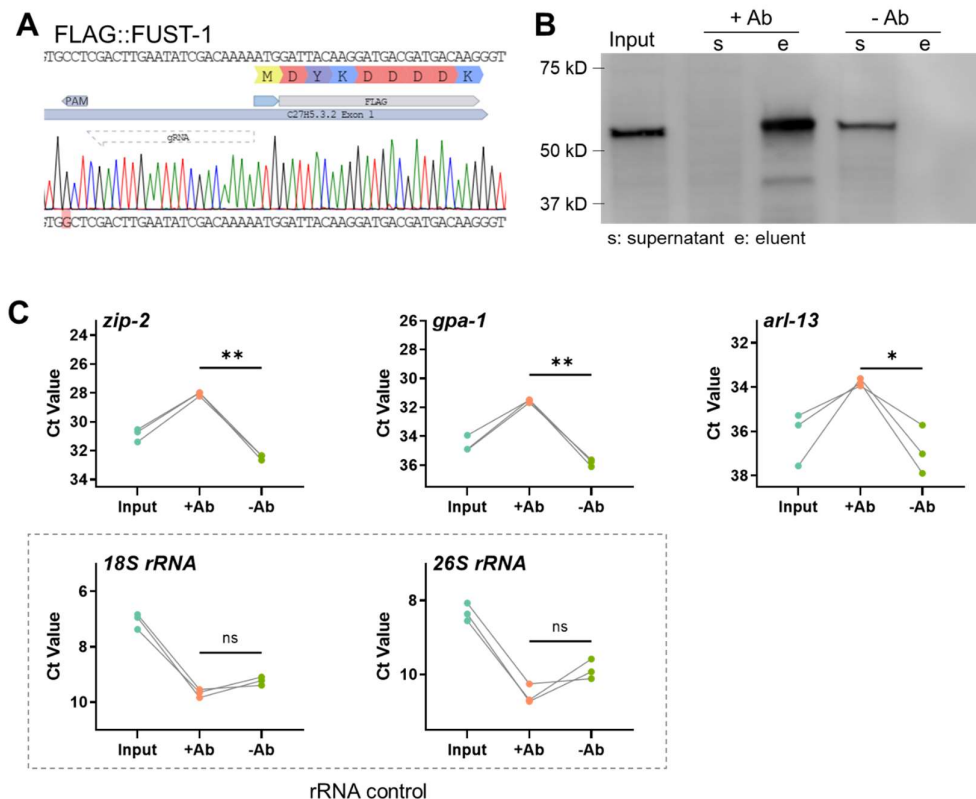 A
FLAG::FUST-1
GTGCCTCGACTTGAATATCGACAAAAATGGATTACAAGGATGACGATGACAAGGGT
M D Y K D D D D K
PAM
FLAG
C27H5.3.2 Exon 1
gRNA
GTGGCTCGACTTGAATATCGACAAAAATGGATTACAAGGATGACGATGACAAGGGT
B
Input
+ Ab
- Ab
s e s e
75 kD
50 kD
37 kD
s: supernatant e: eluent
C
zip-2
Ct Value
24
26
28
30
32
34
**
Input +Ab -Ab
gpa-1
Ct Value
26
28
30
32
34
36
**
Input +Ab -Ab
arl-13
Ct Value
32
34
36
38
*
Input +Ab -Ab
18S rRNA
Ct Value
6
8
10
ns
Input +Ab -Ab
26S rRNA
Ct Value
8
10
ns
Input +Ab -Ab
rRNA control